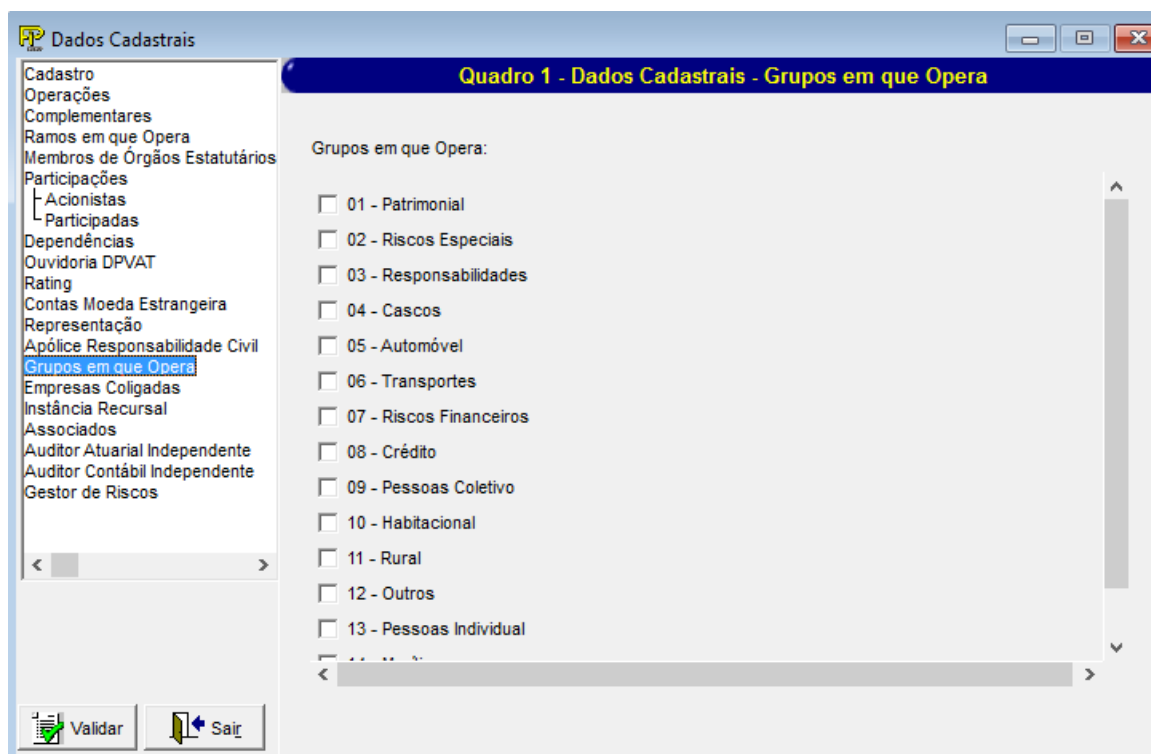 Dados Cadastrais
Cadastro
Operações
Complementares
Ramos em que Opera
Membros de Órgãos Estatutários
Participações
Acionistas
Participadas
Dependências
Ouvidoria DPVAT
Rating
Contas Moeda Estrangeira
Representação
Apólice Responsabilidade Civil
Grupos em que Opera
Empresas Coligadas
Instância Recursal
Associados
Auditor Atuarial Independente
Auditor Contábil Independente
Gestor de Riscos
Validar
Sair
Quadro 1 - Dados Cadastrais - Grupos em que Opera
Grupos em que Opera:
01 - Patrimonial
02 - Riscos Especiais
03 - Responsabilidades
04 - Cascos
05 - Automóvel
06 - Transportes
07 - Riscos Financeiros
08 - Crédito
09 - Pessoas Coletivo
10 - Habitacional
11 - Rural
12 - Outros
13 - Pessoas Individual